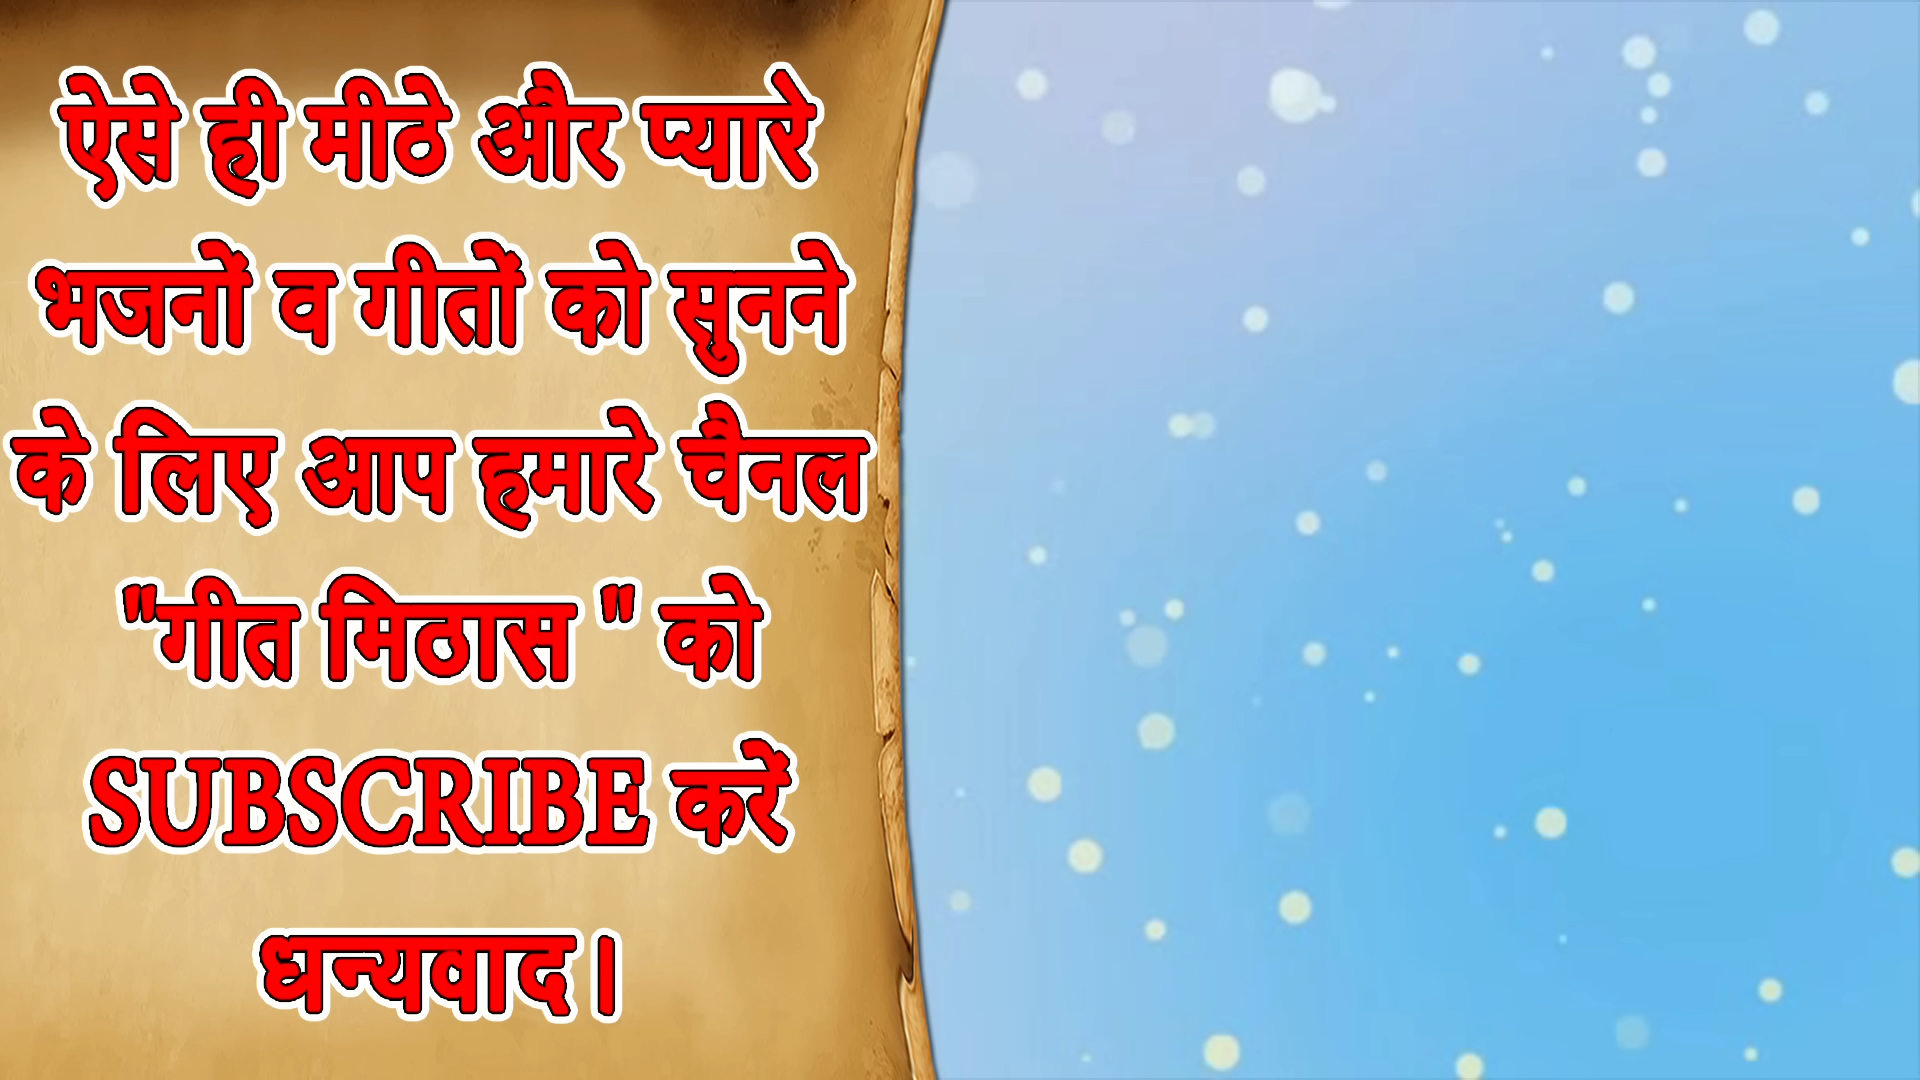 ऐसे ही मीठे और प्यारे
भजनों व गीतों को सुनने
के लिए आप हमारे चैनल
"गीत मिठास " को
SUBSCRIBE करें
धन्यवाद।